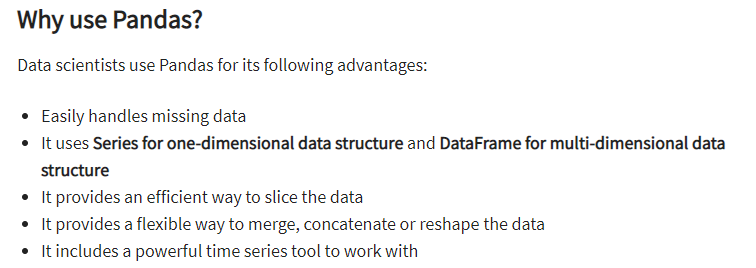 Why use Pandas?
Data scientists use Pandas for its following advantages:
• Easily handles missing data
• It uses Series for one-dimensional data structure and DataFrame for multi-dimensional data
structure
• It provides an efficient way to slice the data
• It provides a flexible way to merge, concatenate or reshape the data
• It includes a powerful time series tool to work with